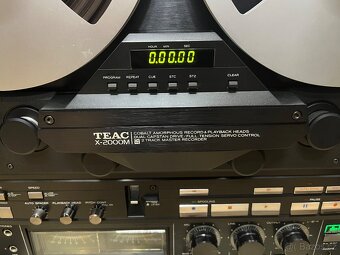 HOUR MIN SEC
0.00.00
PROGRAM REPEAT CUE STC STZ CLEAR
TEAC
X-2000M
COBALT AMORPHOUS RECORD & PLAYBACK HEADS
DUAL CAPSTAN DRIVE / FULL TENSION SERVO CONTROL
2 TRACK MASTER RECORDER
SPEED
AUTO SPACER PLAYBACK HEAD PITCH CONT
SPOOLING
PAUSE